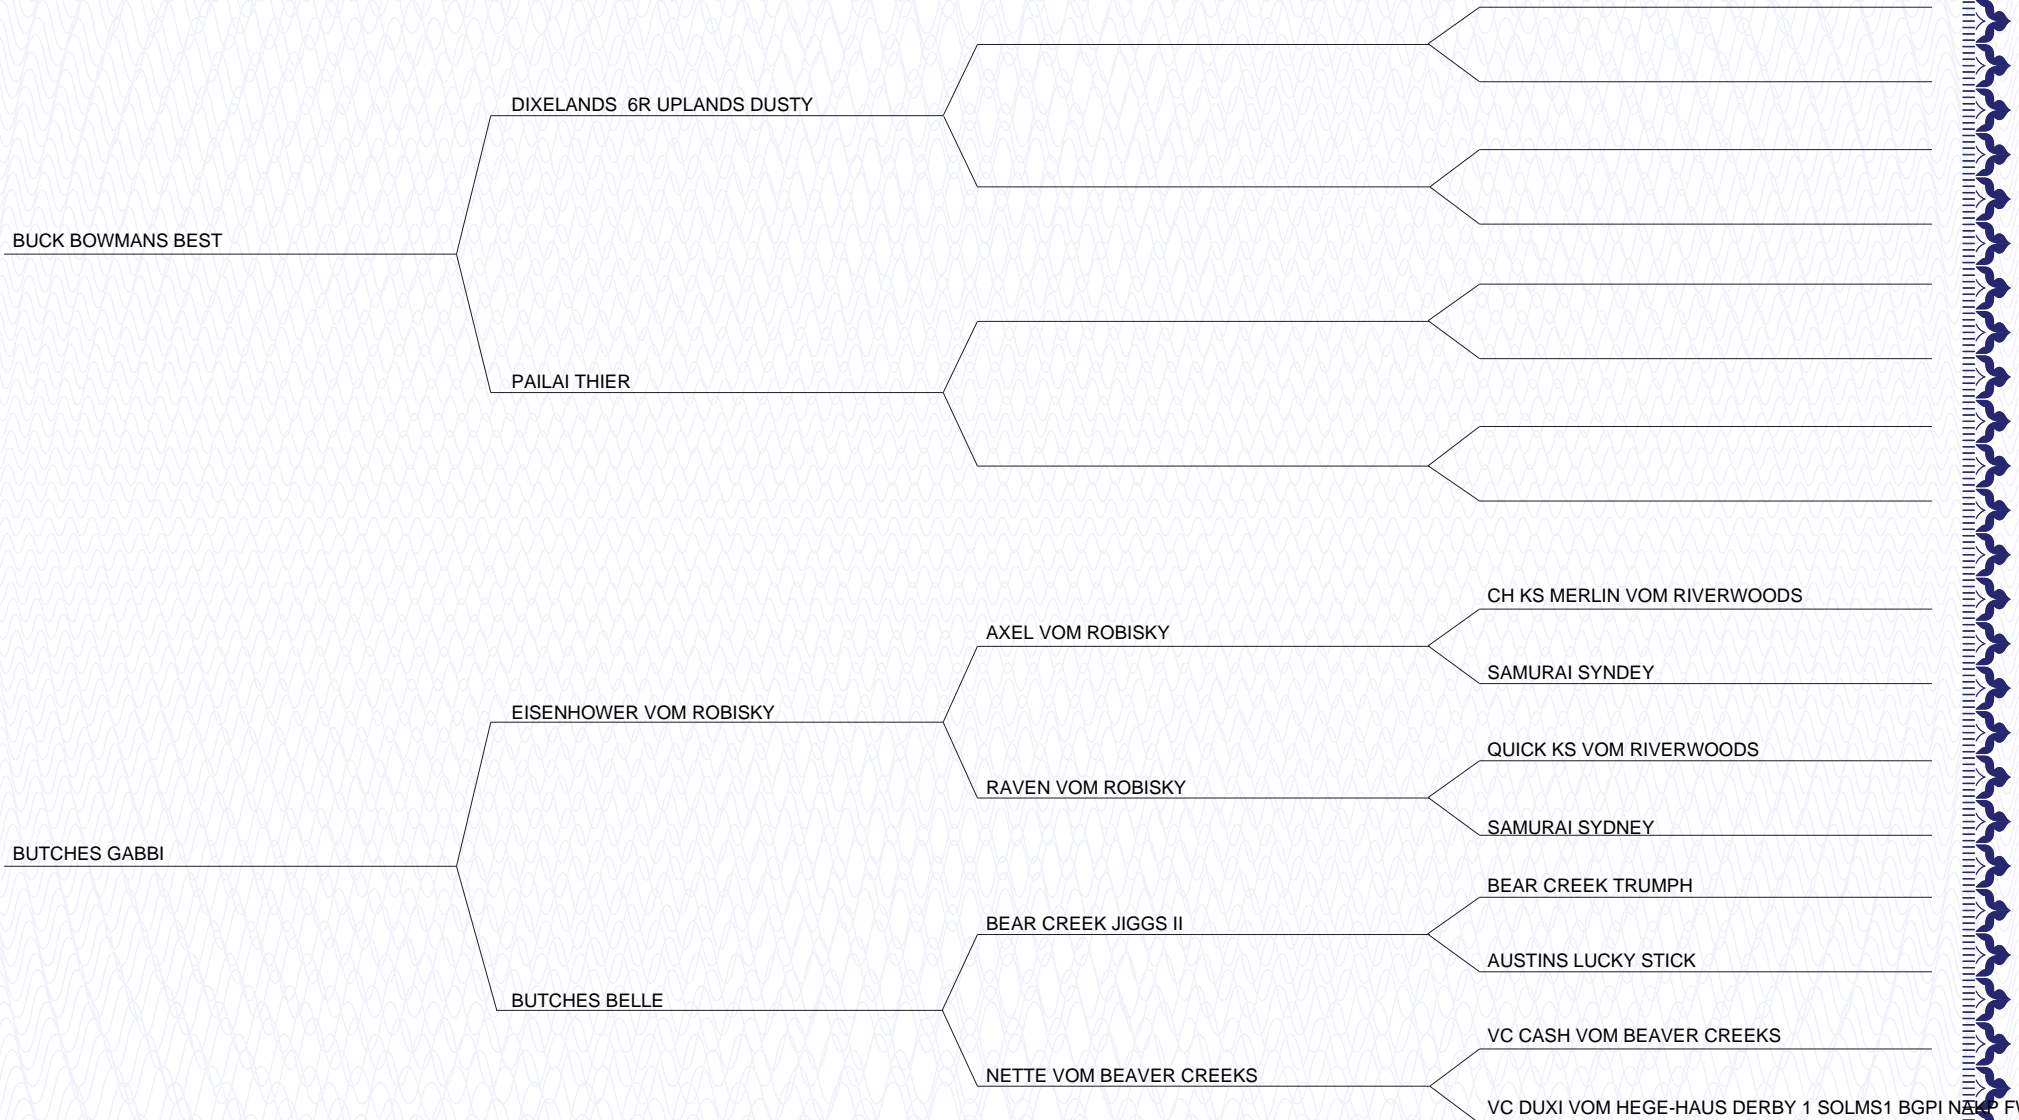 DIXELANDS  6R UPLANDS DUSTY
BUCK BOWMANS BEST
PAILAI THIER
CH KS MERLIN VOM RIVERWOODS
AXEL VOM ROBISKY
SAMURAI SYNDEY
EISENHOWER VOM ROBISKY
QUICK KS VOM RIVERWOODS
RAVEN VOM ROBISKY
SAMURAI SYDNEY
BUTCHES GABBI
BEAR CREEK TRUMPH
BEAR CREEK JIGGS II
AUSTINS LUCKY STICK
BUTCHES BELLE
VC CASH VOM BEAVER CREEKS
NETTE VOM BEAVER CREEKS
VC DUXI VOM HEGE-HAUS DERBY 1 SOLMS1 BGPI NAKP